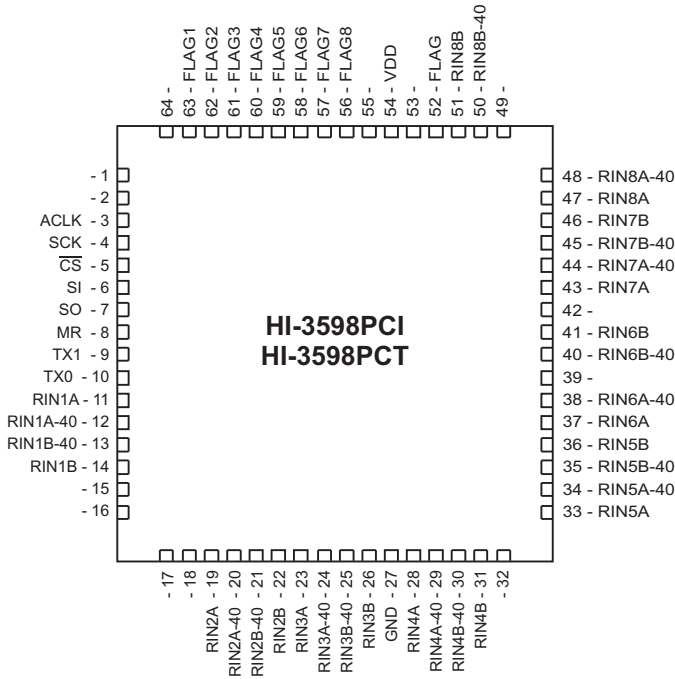 64 -
63 - FLAG1
62 - FLAG2
61 - FLAG3
60 - FLAG4
59 - FLAG5
58 - FLAG6
57 - FLAG7
56 - FLAG8
55 -
54 - VDD
53 -
52 - FLAG
51 - RIN8B
50 - RIN8B-40
49 -
- 1
- 2
ACLK - 3
SCK - 4
C̅S̅ - 5
SI - 6
SO - 7
MR - 8
TX1 - 9
TX0 - 10
RIN1A - 11
RIN1A-40 - 12
RIN1B-40 - 13
RIN1B - 14
- 15
- 16
HI-3598PCI
HI-3598PCT
48 - RIN8A-40
47 - RIN8A
46 - RIN7B
45 - RIN7B-40
44 - RIN7A-40
43 - RIN7A
42 -
41 - RIN6B
40 - RIN6B-40
39 -
38 - RIN6A-40
37 - RIN6A
36 - RIN5B
35 - RIN5B-40
34 - RIN5A-40
33 - RIN5A
- 17
- 18
RIN2A - 19
RIN2A-40 - 20
RIN2B-40 - 21
RIN2B - 22
RIN3A - 23
RIN3A-40 - 24
RIN3B-40 - 25
RIN3B - 26
GND - 27
RIN4A - 28
RIN4A-40 - 29
RIN4B-40 - 30
RIN4B - 31
- 32